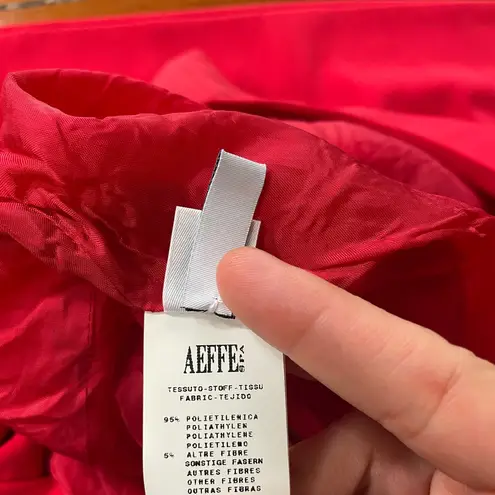 AEFFE SPA
TESSUTO-STOFF-TISSU
FABRIC-TEJIDO
95% POLIETILENICA
POLIATHYLEN
POLIATHYLENE
POLIETILENO
5% ALTRE FIBRE
SONSTIGE FASERN
AUTRES FIBRES
OTHER FIBRES
OUTRAS FIBRAS